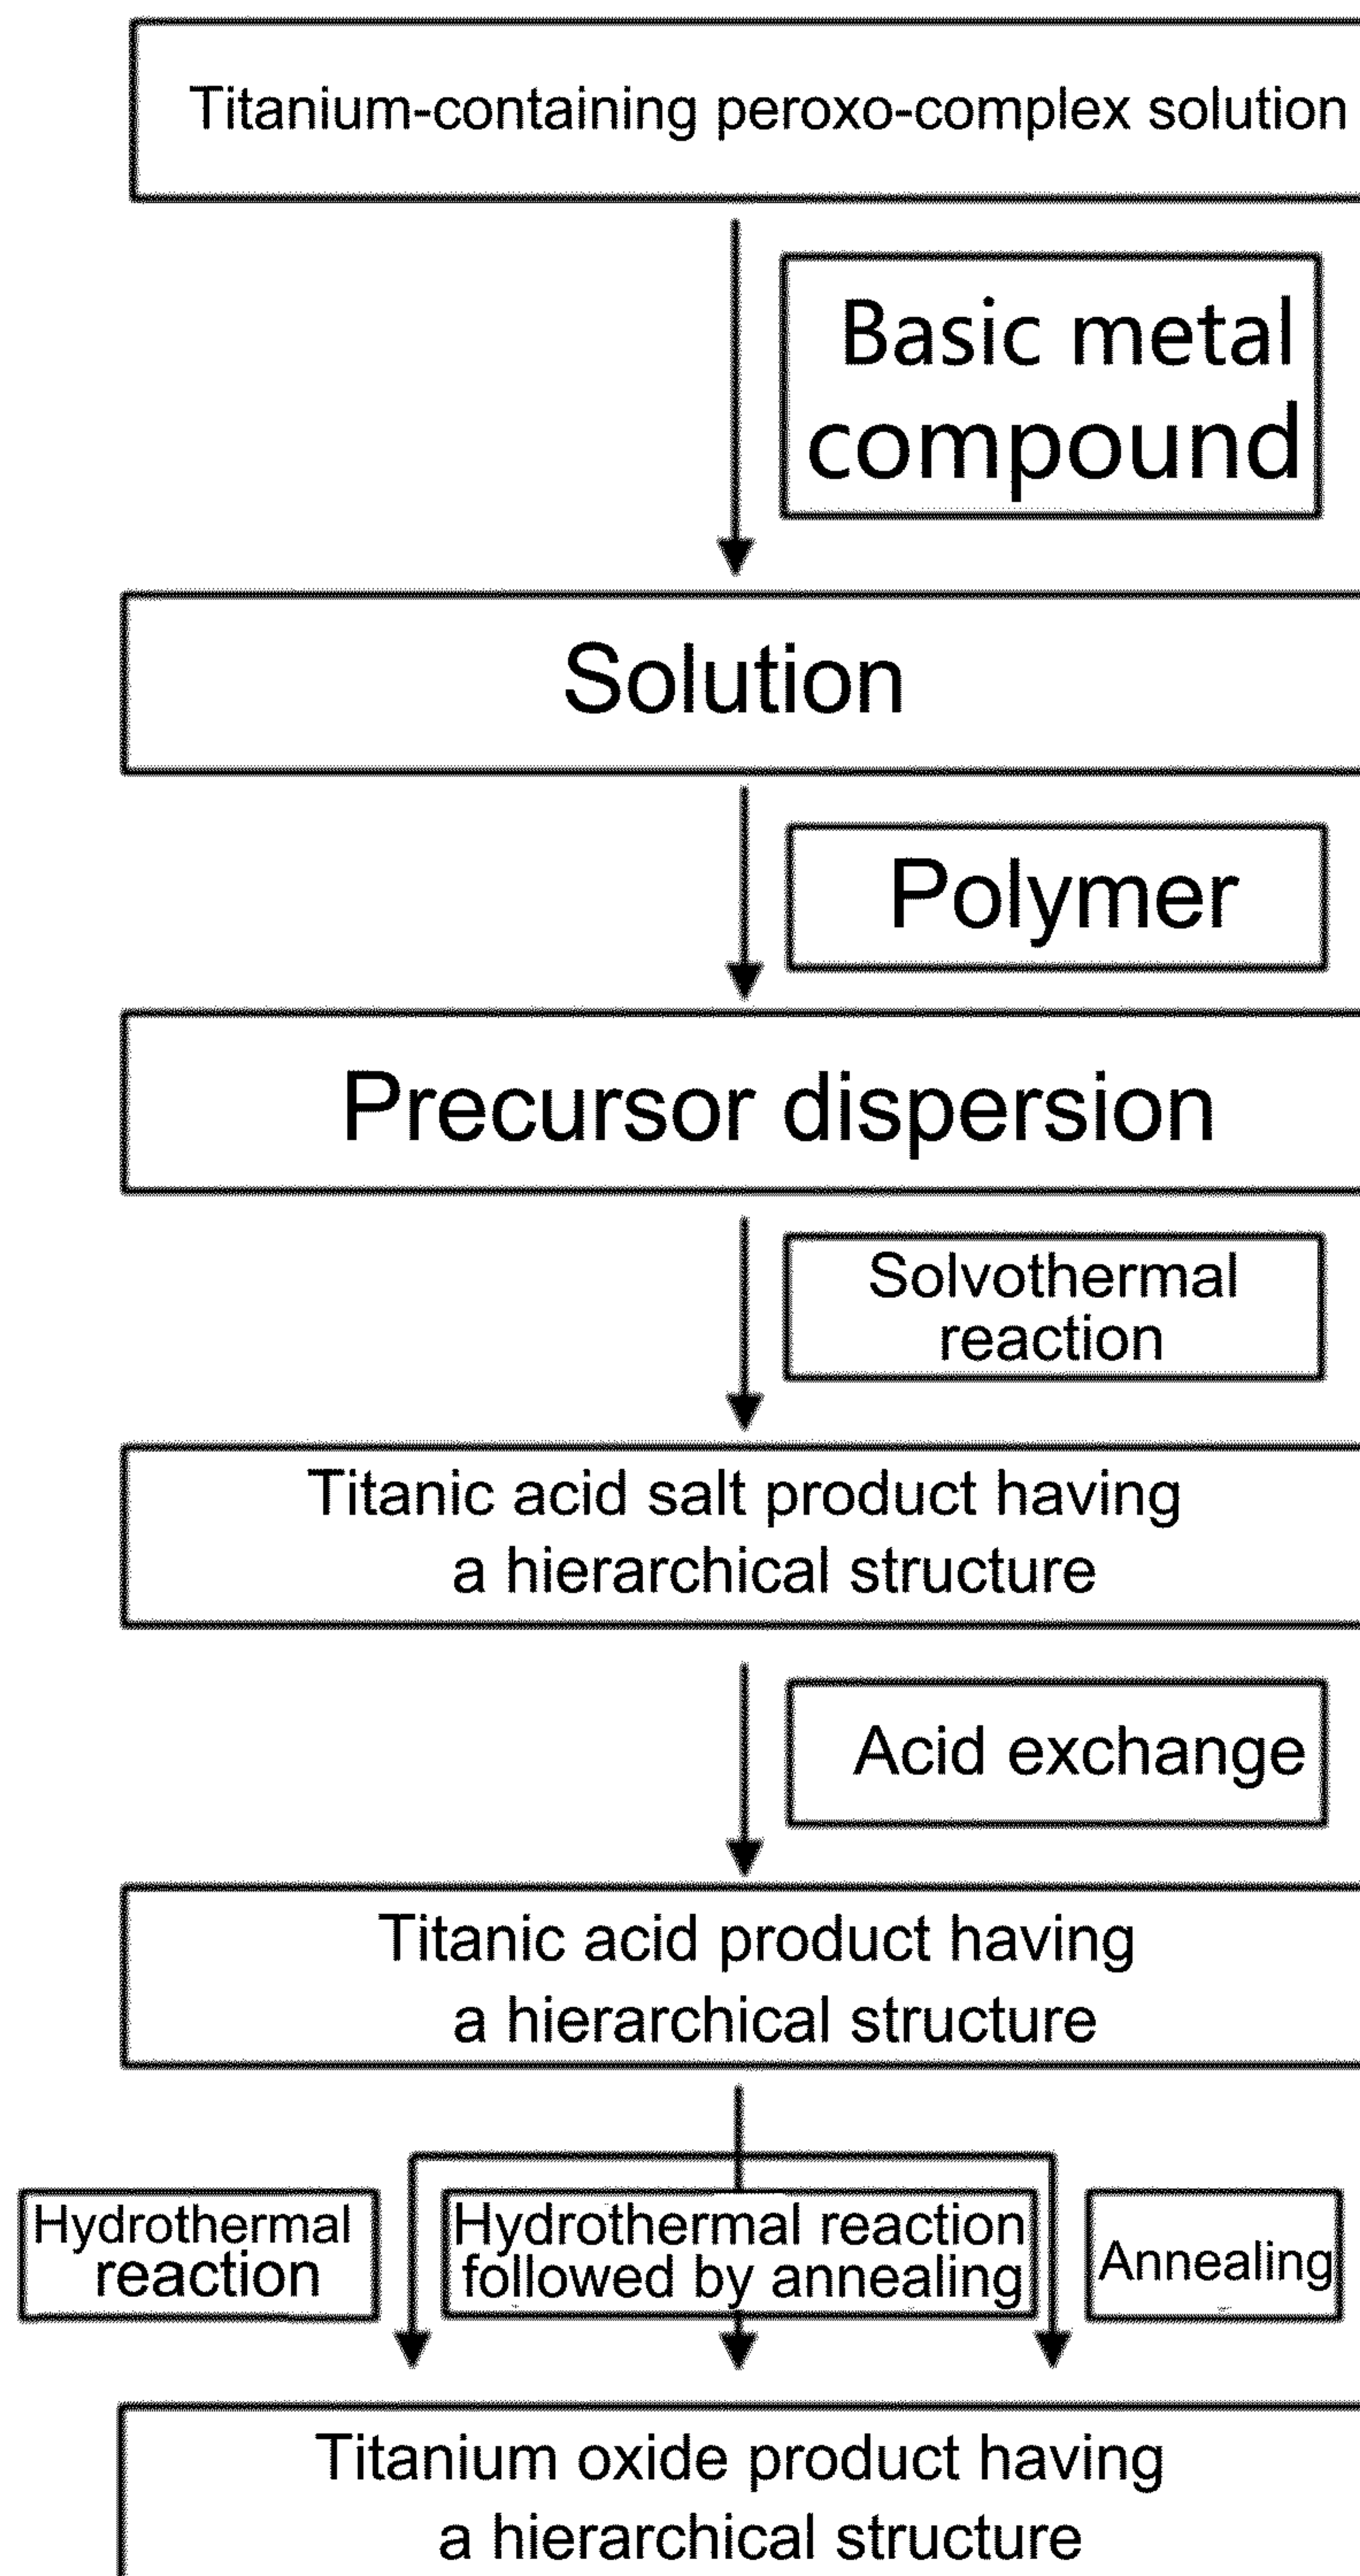 Titanium-containing peroxo-complex solution
Basic metal
compound
Solution
Polymer
Precursor dispersion
Solvothermal
reaction
Titanic acid salt product having
a hierarchical structure
Acid exchange
Titanic acid product having
a hierarchical structure
Hydrothermal
reaction
Hydrothermal reaction
followed by annealing
Annealing
Titanium oxide product having
a hierarchical structure